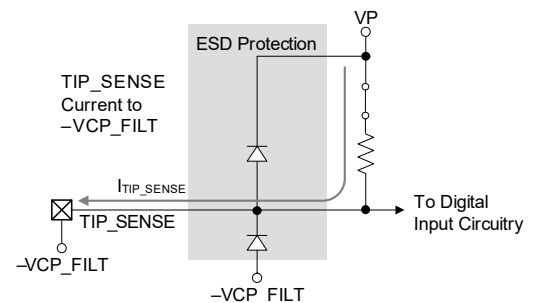 VP
ESD Protection
TIP_SENSE
Current to
–VCP_FILT
ITIP_SENSE
TIP_SENSE
To Digital
Input Circuitry
–VCP_FILT
–VCP_FILT